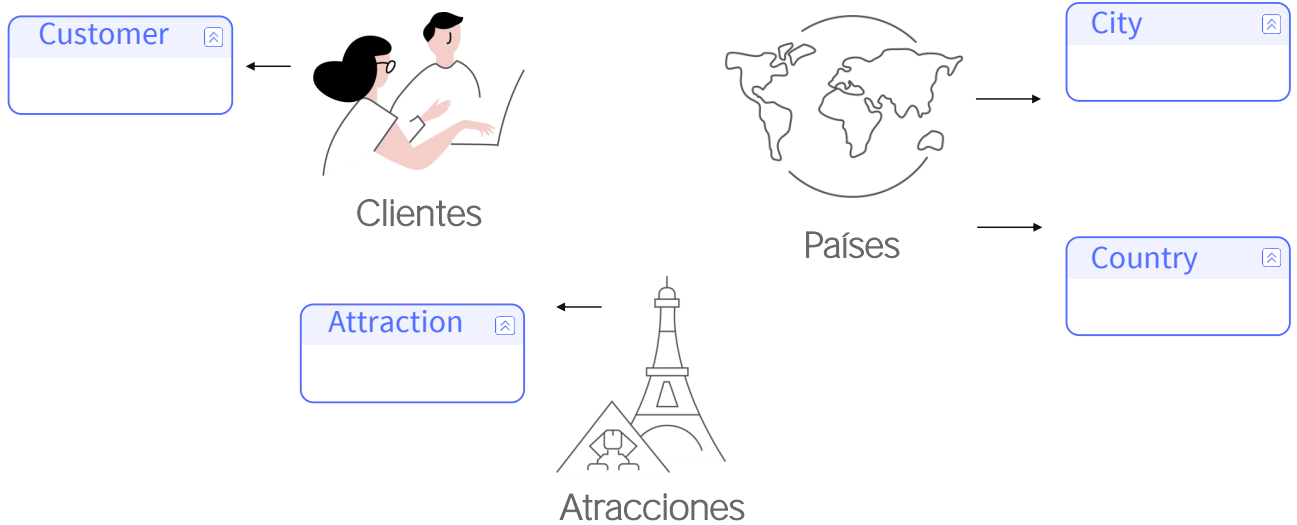 Customer
City
Clientes
Países
Country
Attraction
Atracciones